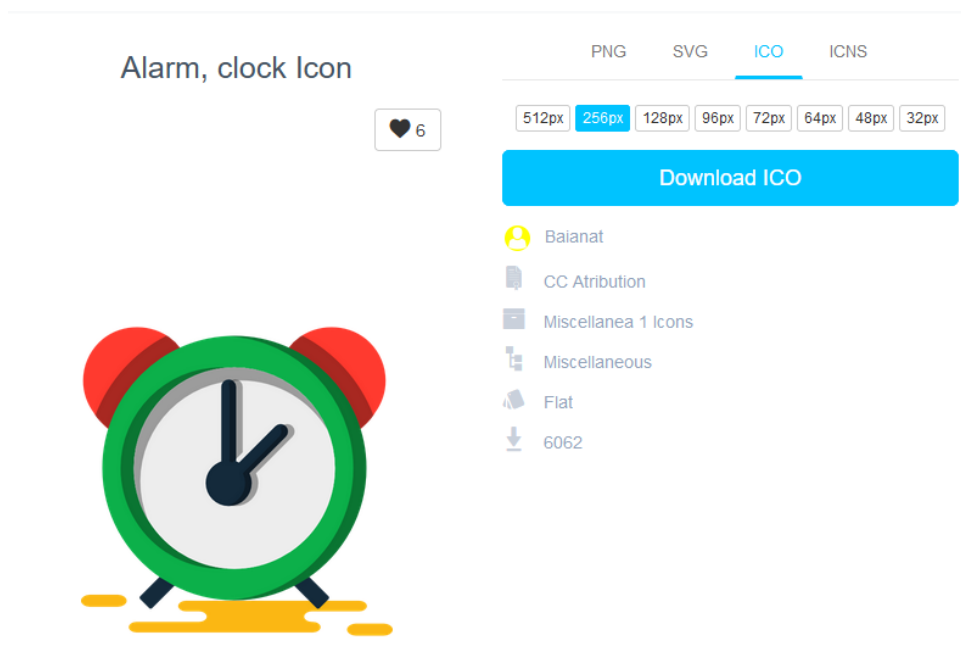 Alarm, clock Icon
6
PNG SVG ICO ICNS
512px 256px 128px 96px 72px 64px 48px 32px
Download ICO
Baianat
CC Atribution
Miscellanea 1 Icons
Miscellaneous
Flat
6062